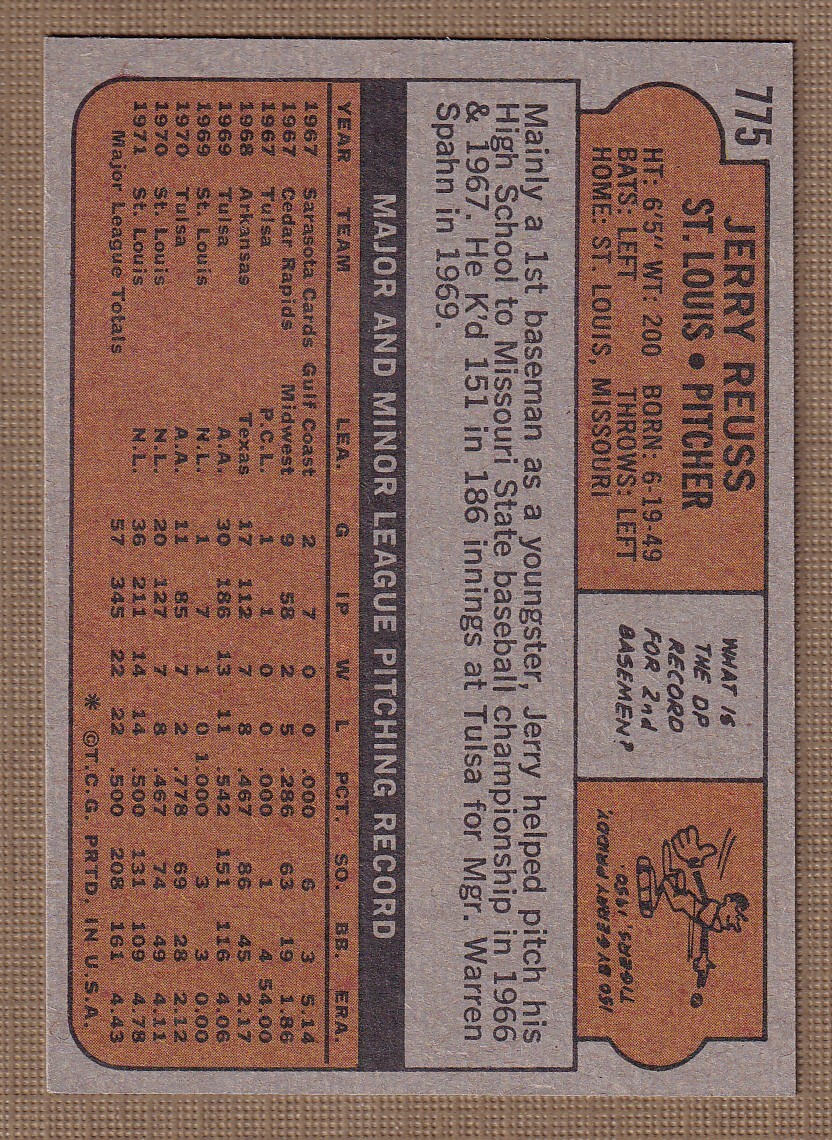 775
JERRY REUSS
ST. LOUIS • PITCHER
HT: 6'5" WT: 200 BORN: 6-19-49
BATS: LEFT THROWS: LEFT
HOME: ST. LOUIS, MISSOURI
WHAT IS
THE DP
RECORD
FOR 2nd
BASEMEN?
150 BY GERRY PRIDDY,
TIGERS, 1950.
Mainly a 1st baseman as a youngster, Jerry helped pitch his
High School to Missouri State baseball championship in 1966
& 1967. He K'd 151 in 186 innings at Tulsa for Mgr. Warren
Spahn in 1969.
MAJOR AND MINOR LEAGUE PITCHING RECORD
YEAR TEAM LEA. G IP W L PCT. SO. BB. ERA.
1967 Sarasota Cards Gulf Coast 2 7 0 0 .000 6 3 5.14
1967 Cedar Rapids Midwest 9 58 2 5 .286 63 19 1.86
1967 Tulsa P.C.L. 1 1 0 0 .000 1 4 54.00
1968 Arkansas Texas 17 112 7 8 .467 86 45 2.17
1969 Tulsa A.A. 30 186 13 11 .542 151 116 4.06
1969 St. Louis N.L. 1 7 1 0 1.000 3 3 0.00
1970 Tulsa A.A. 11 85 7 2 .778 69 28 2.12
1970 St. Louis N.L. 20 127 7 8 .467 74 49 4.11
1971 St. Louis N.L. 36 211 14 14 .500 131 109 4.78
Major League Totals 57 345 22 22 .500 208 161 4.43
* ©T.C.G. PRTD. IN U.S.A.